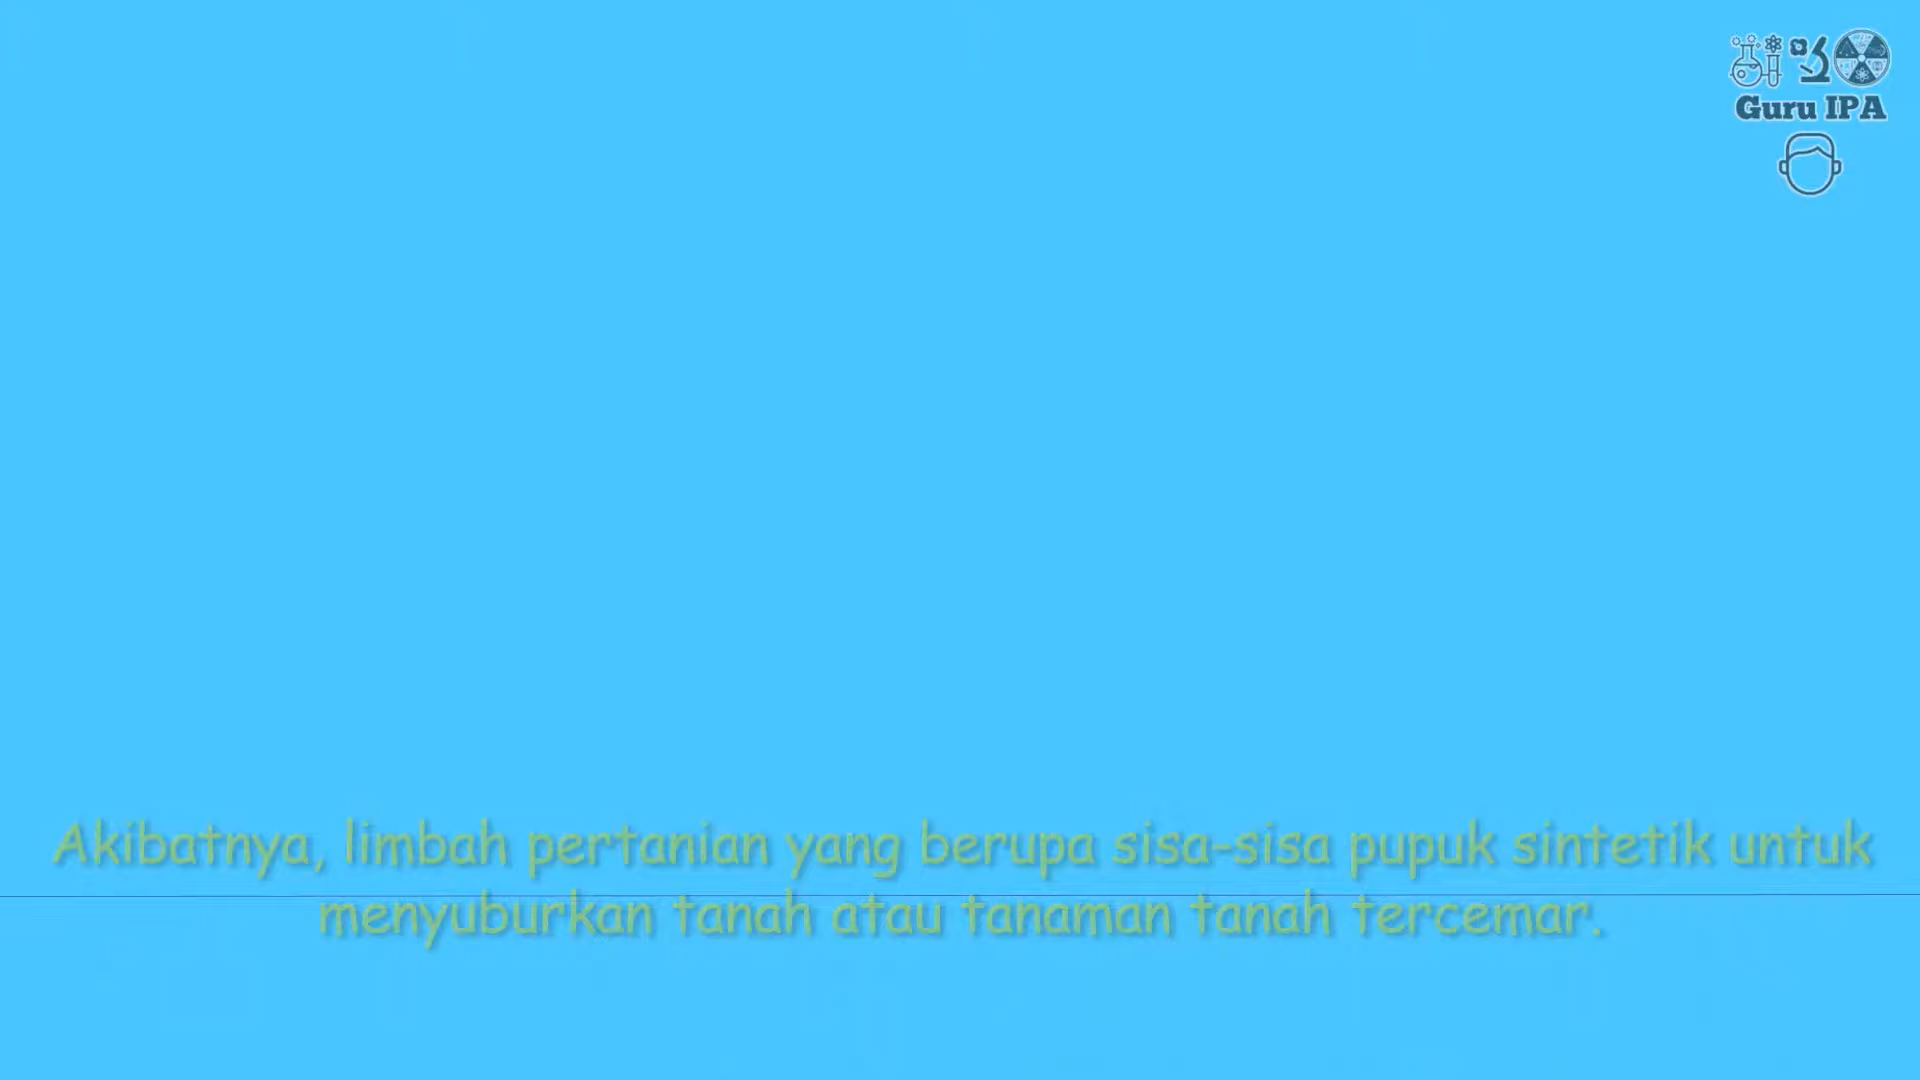 Guru IPA
Akibatnya, limbah pertanian yang berupa sisa-sisa pupuk sintetik untuk
menyuburkan tanah atau tanaman tanah tercemar.